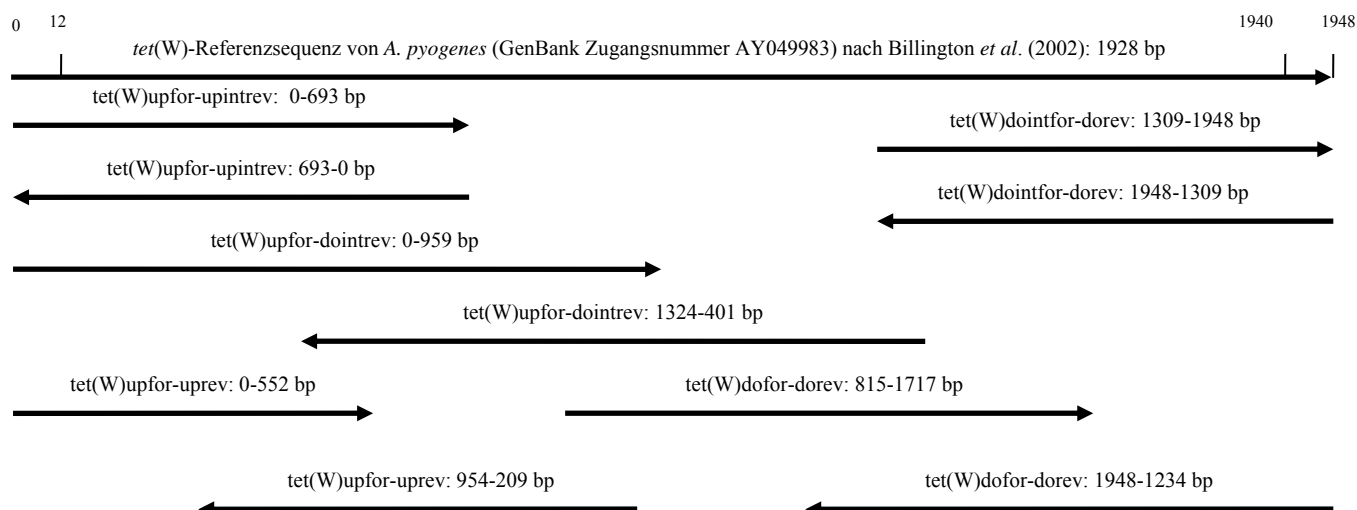 0 12 1940 1948
tet(W)-Referenzsequenz von A. pyogenes (GenBank Zugangsnummer AY049983) nach Billington et al. (2002): 1928 bp
tet(W)upfor-upintrev: 0-693 bp
tet(W)dointfor-dorev: 1309-1948 bp
tet(W)upfor-upintrev: 693-0 bp
tet(W)dointfor-dorev: 1948-1309 bp
tet(W)upfor-dointrev: 0-959 bp
tet(W)upfor-dointrev: 1324-401 bp
tet(W)upfor-uprev: 0-552 bp
tet(W)dofor-dorev: 815-1717 bp
tet(W)upfor-uprev: 954-209 bp
tet(W)dofor-dorev: 1948-1234 bp